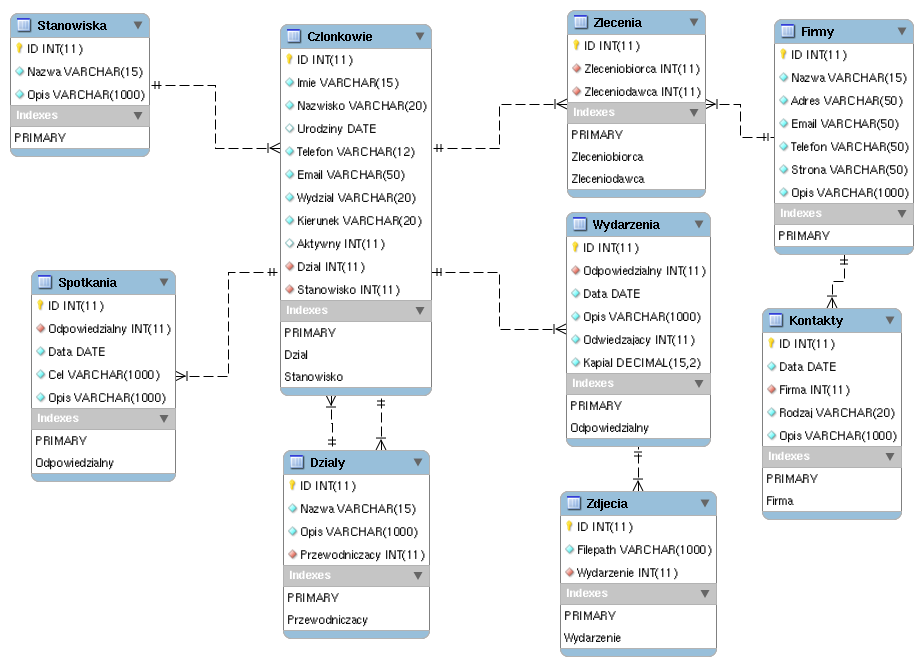 Stanowiska
ID INT(11)
Nazwa VARCHAR(15)
Opis VARCHAR(1000)
Indexes
PRIMARY
Członkowie
ID INT(11)
Imie VARCHAR(15)
Nazwisko VARCHAR(20)
Urodziny DATE
Telefon VARCHAR(12)
Email VARCHAR(50)
Wydzial VARCHAR(20)
Kierunek VARCHAR(20)
Aktywny INT(11)
Dzial INT(11)
Stanowisko INT(11)
Indexes
PRIMARY
Dzial
Stanowisko
Zlecenia
ID INT(11)
Zleceniobiorca INT(11)
Zleceniodawca INT(11)
Indexes
PRIMARY
Zleceniobiorca
Zleceniodawca
Firmy
ID INT(11)
Nazwa VARCHAR(15)
Adres VARCHAR(50)
Email VARCHAR(50)
Telefon VARCHAR(50)
Strona VARCHAR(50)
Opis VARCHAR(1000)
Indexes
PRIMARY
Spotkania
ID INT(11)
Odpowiedzialny INT(11)
Data DATE
Cel VARCHAR(1000)
Opis VARCHAR(1000)
Indexes
PRIMARY
Odpowiedzialny
Wydarzenia
ID INT(11)
Odpowiedzialny INT(11)
Data DATE
Opis VARCHAR(1000)
Odwiedzajacy INT(11)
Kapial DECIMAL(15,2)
Indexes
PRIMARY
Odpowiedzialny
Kontakty
ID INT(11)
Data DATE
Firma INT(11)
Rodzaj VARCHAR(20)
Opis VARCHAR(1000)
Indexes
PRIMARY
Firma
Dzialy
ID INT(11)
Nazwa VARCHAR(15)
Opis VARCHAR(1000)
Przewodniczacy INT(11)
Indexes
PRIMARY
Przewodniczacy
Zdjecia
ID INT(11)
Filepath VARCHAR(1000)
Wydarzenie INT(11)
Indexes
PRIMARY
Wydarzenie